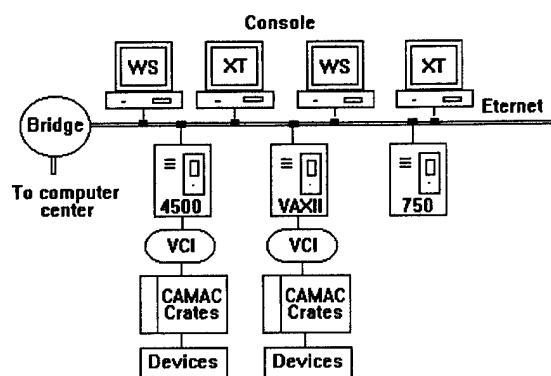 Console
WS
XT
WS
XT
Eternet
Bridge
To computer
center
4500
VAXII
750
VCI
VCI
CAMAC
Crates
CAMAC
Crates
Devices
Devices